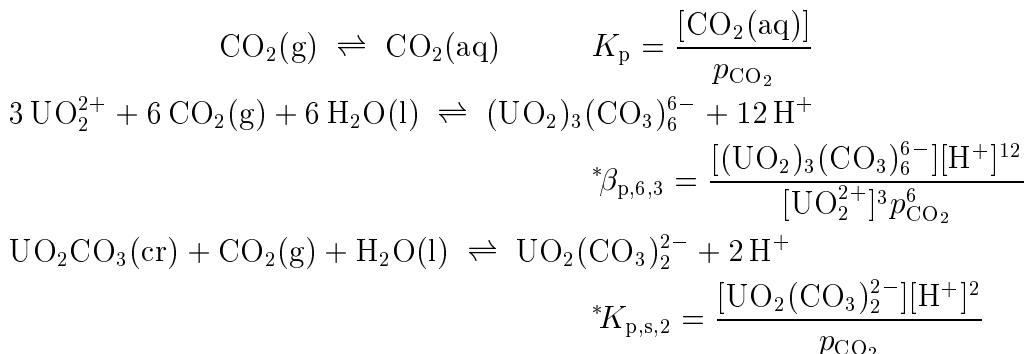 CO₂(g) ⇌ CO₂(aq) K_p = [CO₂(aq)] / p_CO₂
3 UO₂²⁺ + 6 CO₂(g) + 6 H₂O(l) ⇌ (UO₂)₃(CO₃)₆⁶⁻ + 12 H⁺
*β_p,6,3 = [(UO₂)₃(CO₃)₆⁶⁻][H⁺]¹² / [UO₂²⁺]³p⁶_CO₂
UO₂CO₃(cr) + CO₂(g) + H₂O(l) ⇌ UO₂(CO₃)₂²⁻ + 2 H⁺
*K_p,s,2 = [UO₂(CO₃)₂²⁻][H⁺]² / p_CO₂